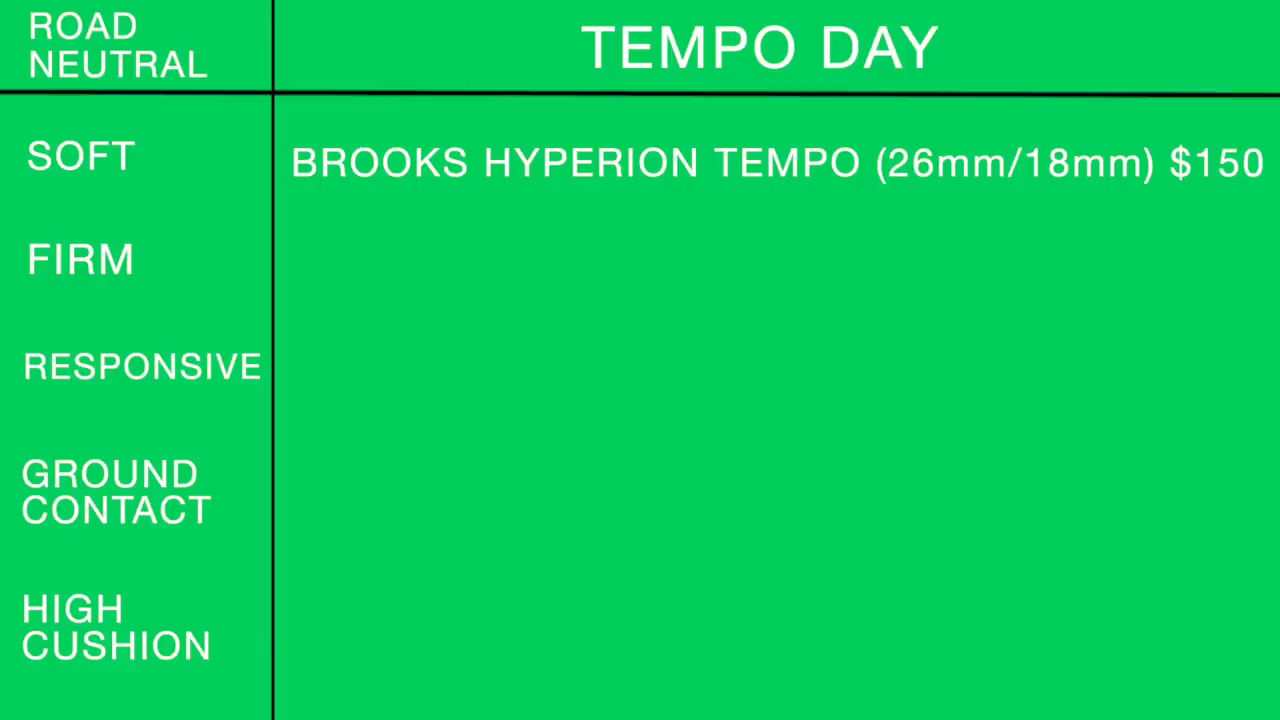 ROAD
NEUTRAL
TEMPO DAY
SOFT
BROOKS HYPERION TEMPO (26mm/18mm) $150
FIRM
RESPONSIVE
GROUND
CONTACT
HIGH
CUSHION